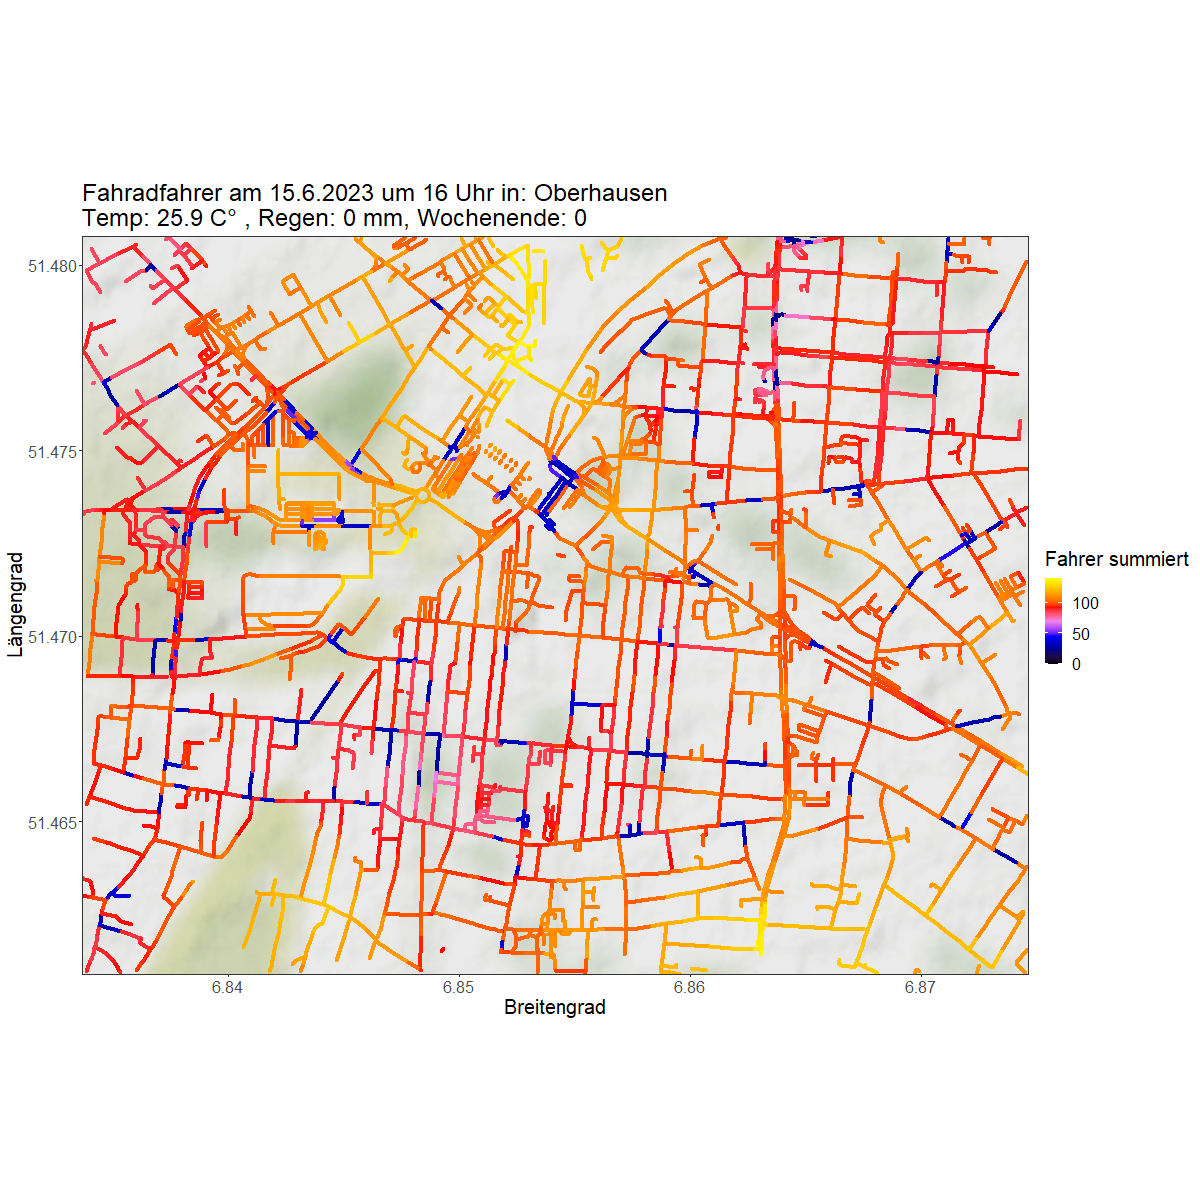 Fahradfahrer am 15.6.2023 um 16 Uhr in: Oberhausen
Temp: 25.9 C° , Regen: 0 mm, Wochenende: 0
51.480
51.475
51.470
51.465
Längengrad
6.84
6.85
6.86
6.87
Breitengrad
Fahrer summiert
100
50
0